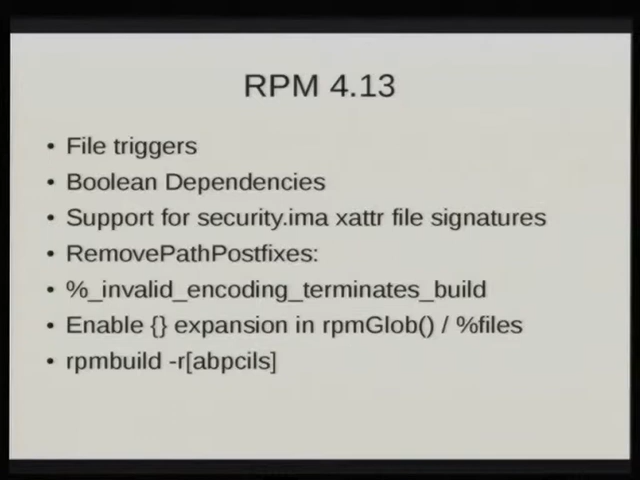 RPM 4.13
• File triggers
• Boolean Dependencies
• Support for security.ima xattr file signatures
• RemovePathPostfixes:
• %_invalid_encoding_terminates_build
• Enable {} expansion in rpmGlob() / %files
• rpmbuild -r[abpcils]